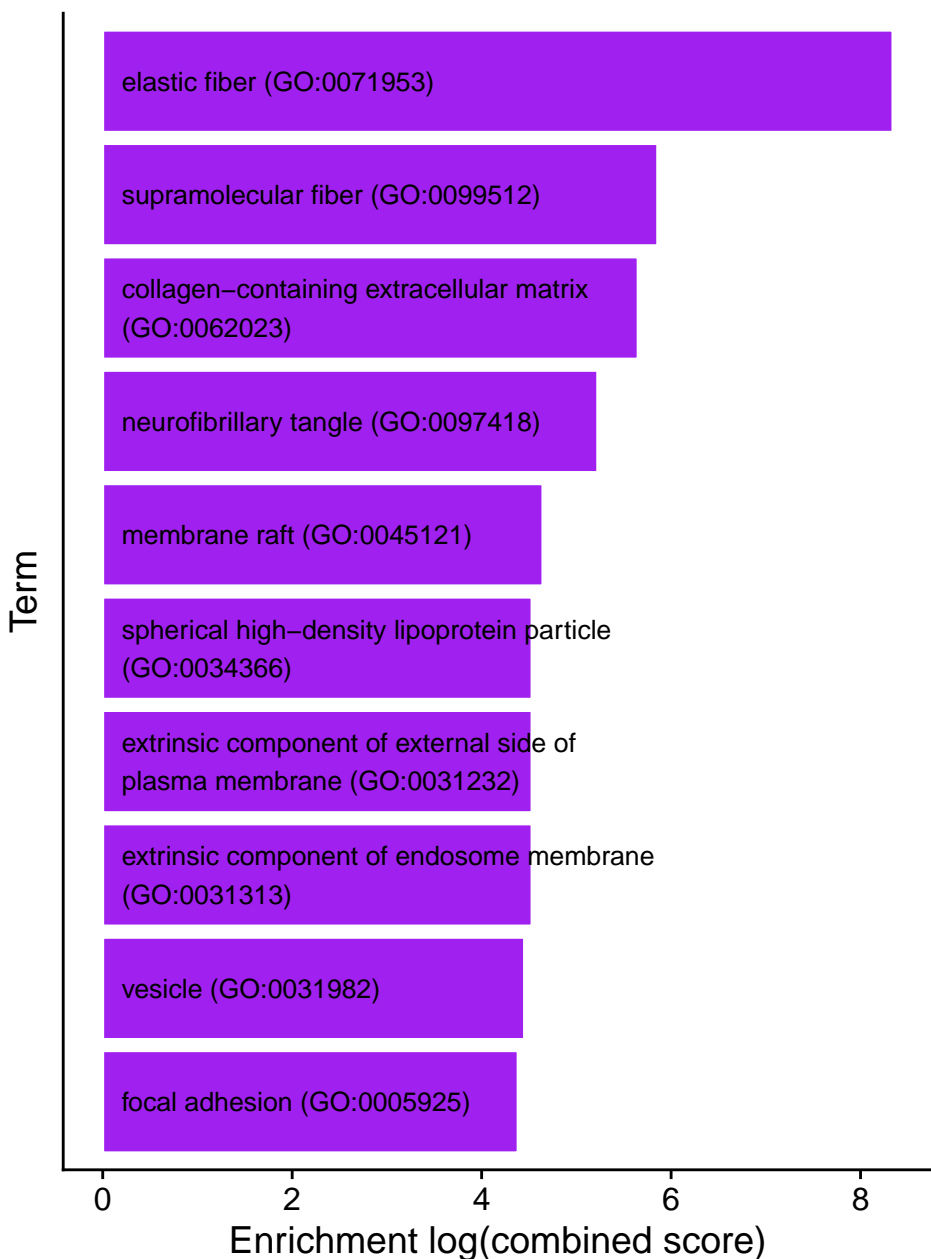 elastic fiber (GO:0071953)
supramolecular fiber (GO:0099512)
collagen−containing extracellular matrix
(GO:0062023)
neurofibrillary tangle (GO:0097418)
membrane raft (GO:0045121)
spherical high−density lipoprotein particle
(GO:0034366)
extrinsic component of external side of
plasma membrane (GO:0031232)
extrinsic component of endosome membrane
(GO:0031313)
vesicle (GO:0031982)
focal adhesion (GO:0005925)
Term
0 2 4 6 8
Enrichment log(combined score)